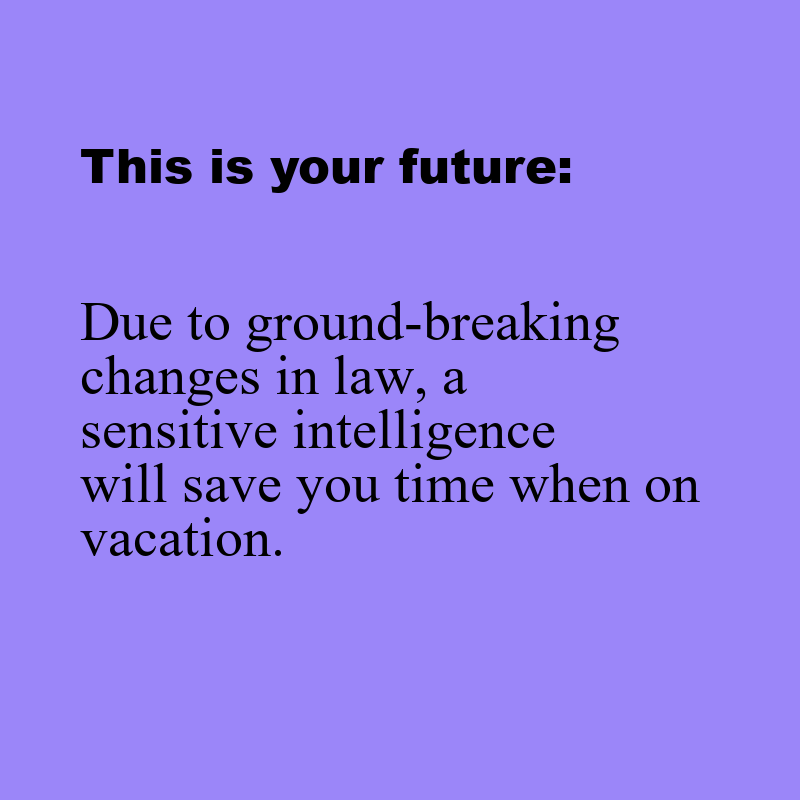 This is your future:
Due to ground-breaking
changes in law, a
sensitive intelligence
will save you time when on
vacation.